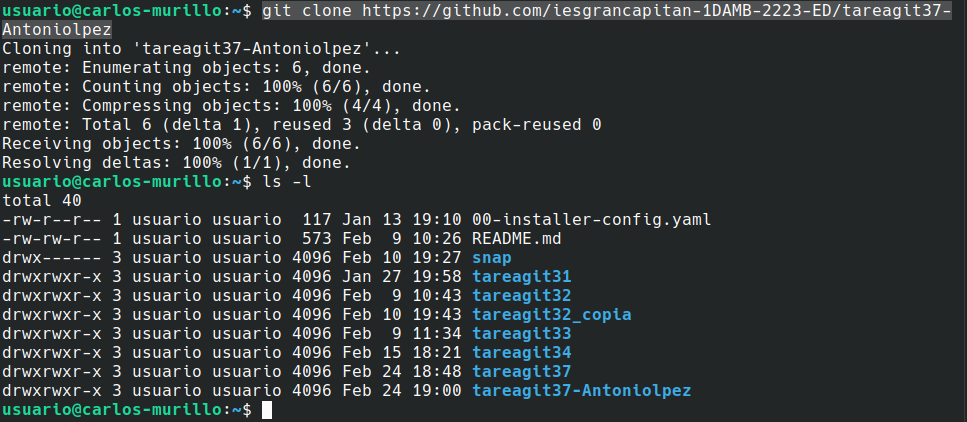 usuario@carlos-murillo:~$ git clone https://github.com/iesgrancapitan-1DAMB-2223-ED/tareagit37-
Antoniolpez
Cloning into 'tareagit37-Antoniolpez'...
remote: Enumerating objects: 6, done.
remote: Counting objects: 100% (6/6), done.
remote: Compressing objects: 100% (4/4), done.
remote: Total 6 (delta 1), reused 3 (delta 0), pack-reused 0
Receiving objects: 100% (6/6), done.
Resolving deltas: 100% (1/1), done.
usuario@carlos-murillo:~$ ls -l
total 40
-rw-r--r-- 1 usuario usuario  117 Jan 13 19:10 00-installer-config.yaml
-rw-rw-r-- 1 usuario usuario  573 Feb  9 10:26 README.md
drwx------ 3 usuario usuario 4096 Feb 10 19:27 snap
drwxrwxr-x 3 usuario usuario 4096 Jan 27 19:58 tareagit31
drwxrwxr-x 3 usuario usuario 4096 Feb  9 10:43 tareagit32
drwxrwxr-x 3 usuario usuario 4096 Feb 10 19:43 tareagit32_copia
drwxrwxr-x 3 usuario usuario 4096 Feb  9 11:34 tareagit33
drwxrwxr-x 3 usuario usuario 4096 Feb 15 18:21 tareagit34
drwxrwxr-x 3 usuario usuario 4096 Feb 24 18:48 tareagit37
drwxrwxr-x 3 usuario usuario 4096 Feb 24 19:00 tareagit37-Antoniolpez
usuario@carlos-murillo:~$